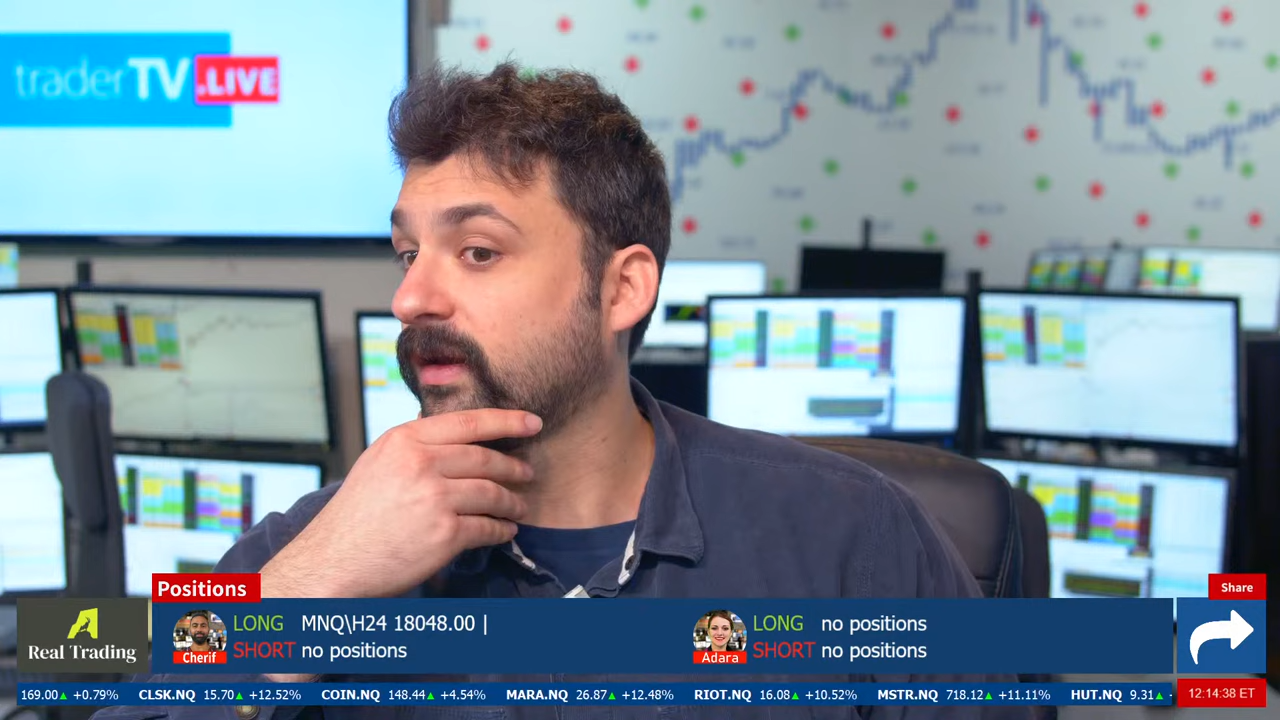 traderTV.LIVE
Positions
Share
LONG MNQ\H24 18048.00 |
SHORT no positions
Cherif
LONG no positions
SHORT no positions
Adara
Real Trading
169.00▲ +0.79% CLSK.NQ 15.70▲ +12.52% COIN.NQ 148.44▲ +4.54% MARA.NQ 26.87▲ +12.48% RIOT.NQ 16.08▲ +10.52% MSTR.NQ 718.12▲ +11.11% HUT.NQ 9.31▲
12:14:38 ET